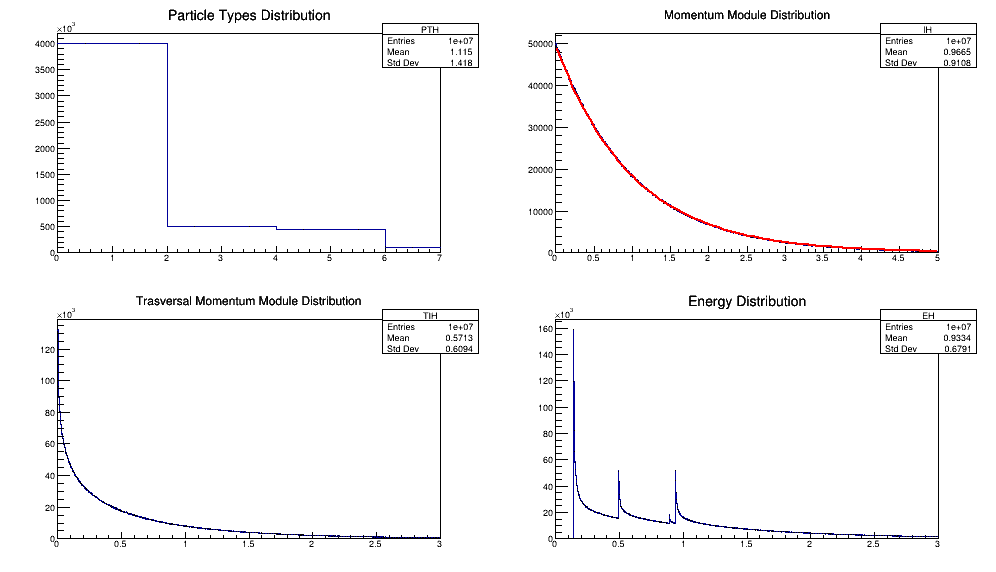 Particle Types Distribution
×10³
PTH
Entries 1e+07
Mean 1.115
Std Dev 1.418
4000
3500
3000
2500
2000
1500
1000
500
0
0 1 2 3 4 5 6 7
Momentum Module Distribution
IH
Entries 1e+07
Mean 0.9665
Std Dev 0.9108
50000
40000
30000
20000
10000
0
0 0.5 1 1.5 2 2.5 3 3.5 4 4.5 5
Trasversal Momentum Module Distribution
×10³
TIH
Entries 1e+07
Mean 0.5713
Std Dev 0.6094
120
100
80
60
40
20
0
0 0.5 1 1.5 2 2.5 3
Energy Distribution
×10³
EH
Entries 1e+07
Mean 0.9334
Std Dev 0.6791
160
140
120
100
80
60
40
20
0
0 0.5 1 1.5 2 2.5 3